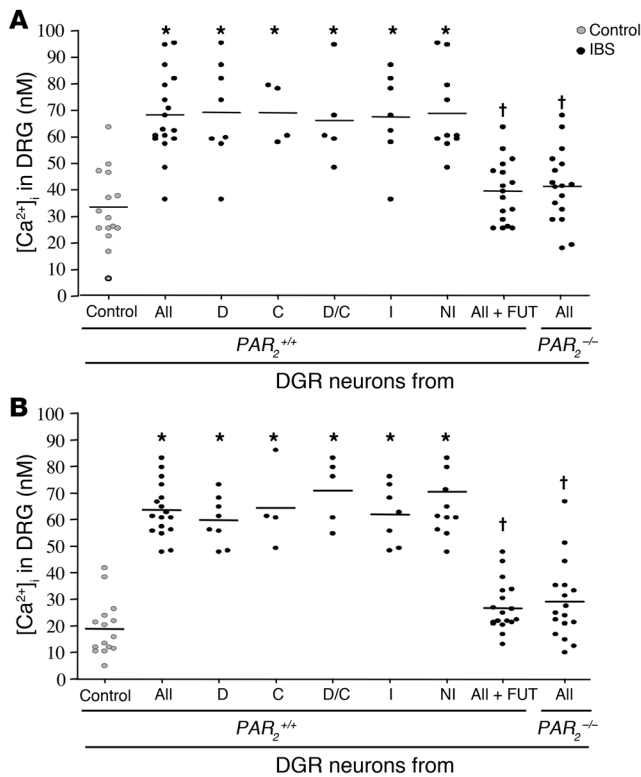 A
Control
IBS
* * * * * * † †
[Ca²⁺]ᵢ in DRG (nM)
100
90
80
70
60
50
40
30
20
10
0
Control All D C D/C I NI All + FUT All
PAR₂⁺/⁺ PAR₂⁻/⁻
DGR neurons from
B
* * * * * * † †
[Ca²⁺]ᵢ in DRG (nM)
100
90
80
70
60
50
40
30
20
10
0
Control All D C D/C I NI All + FUT All
PAR₂⁺/⁺ PAR₂⁻/⁻
DGR neurons from